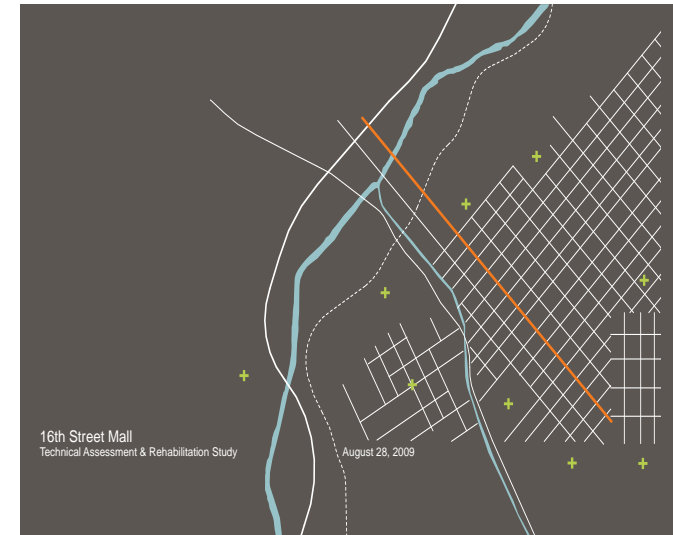 16th Street Mall
Technical Assessment & Rehabilitation Study
August 28, 2009